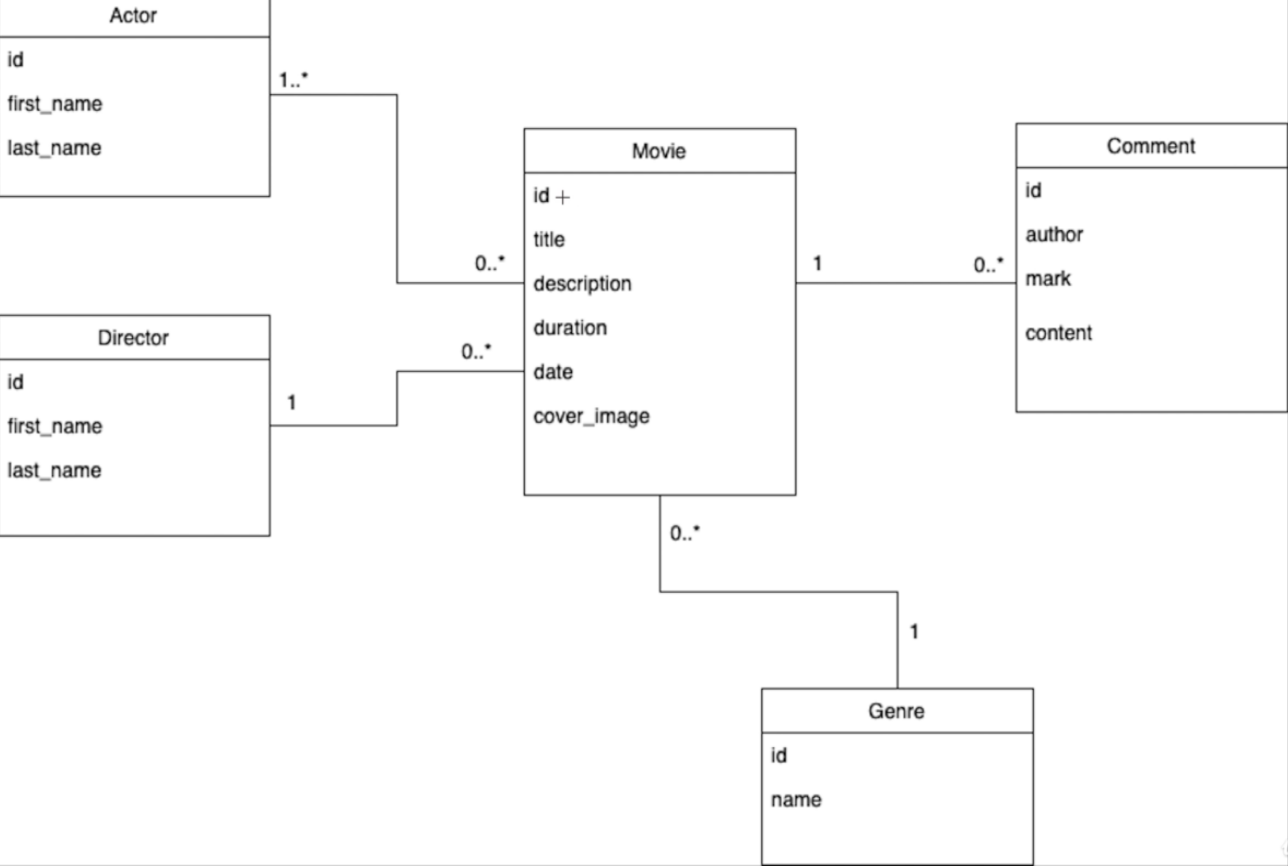 Actor
id
first_name
last_name
1..*
0..*
Director
id
first_name
last_name
1
0..*
Movie
id +
title
description
duration
date
cover_image
1
0..*
Comment
id
author
mark
content
0..*
1
Genre
id
name